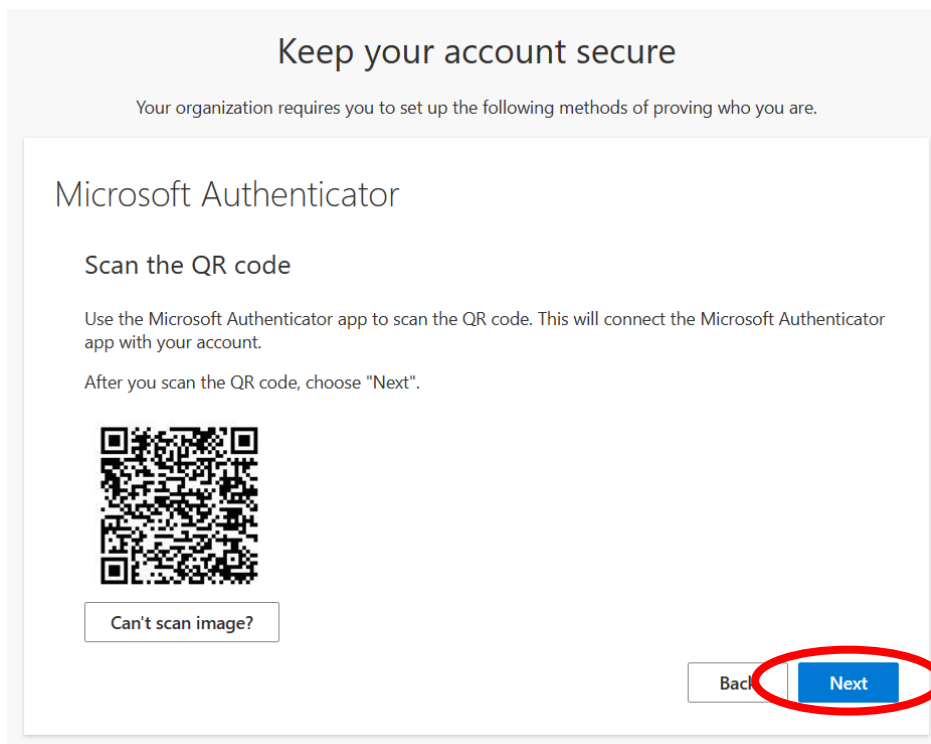 Keep your account secure
Your organization requires you to set up the following methods of proving who you are.
Microsoft Authenticator
Scan the QR code
Use the Microsoft Authenticator app to scan the QR code. This will connect the Microsoft Authenticator
app with your account.
After you scan the QR code, choose "Next".
Can't scan image?
Back
Next